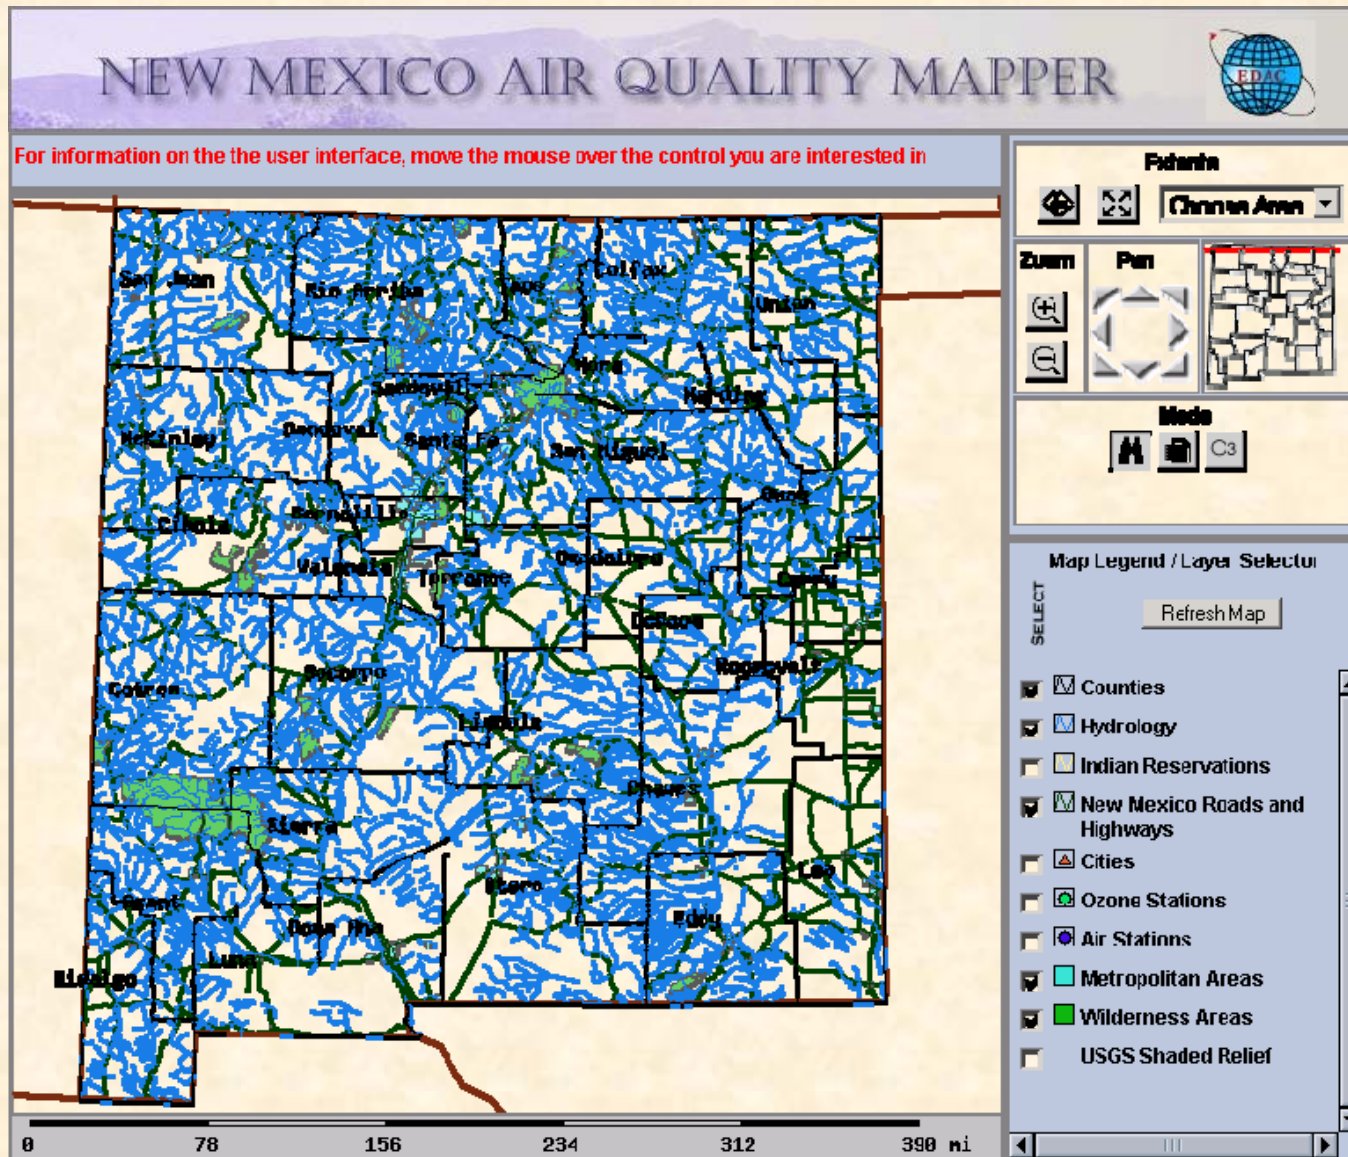 NEW MEXICO AIR QUALITY MAPPER
EDAC
For information on the the user interface, move the mouse over the control you are interested in
Extents
Choose Area
Zoom
Pan
Mode
C3
Map Legend / Layer Selector
SELECT
Refresh Map
Counties
Hydrology
Indian Reservations
New Mexico Roads and
Highways
Cities
Ozone Stations
Air Stations
Metropolitan Areas
Wilderness Areas
USGS Shaded Relief
San Juan
Rio Arriba
Taos
Colfax
Union
Mora
Harding
Sandoval
McKinley
Sandoval
Santa Fe
San Miguel
Quay
Bernalillo
Cibola
Guadalupe
Valencia
Torrance
Curry
DeBaca
Roosevelt
Socorro
Catron
Lincoln
Chaves
Sierra
Otero
Lea
Grant
Eddy
Dona Ana
Luna
Hidalgo
0 78 156 234 312 390 mi